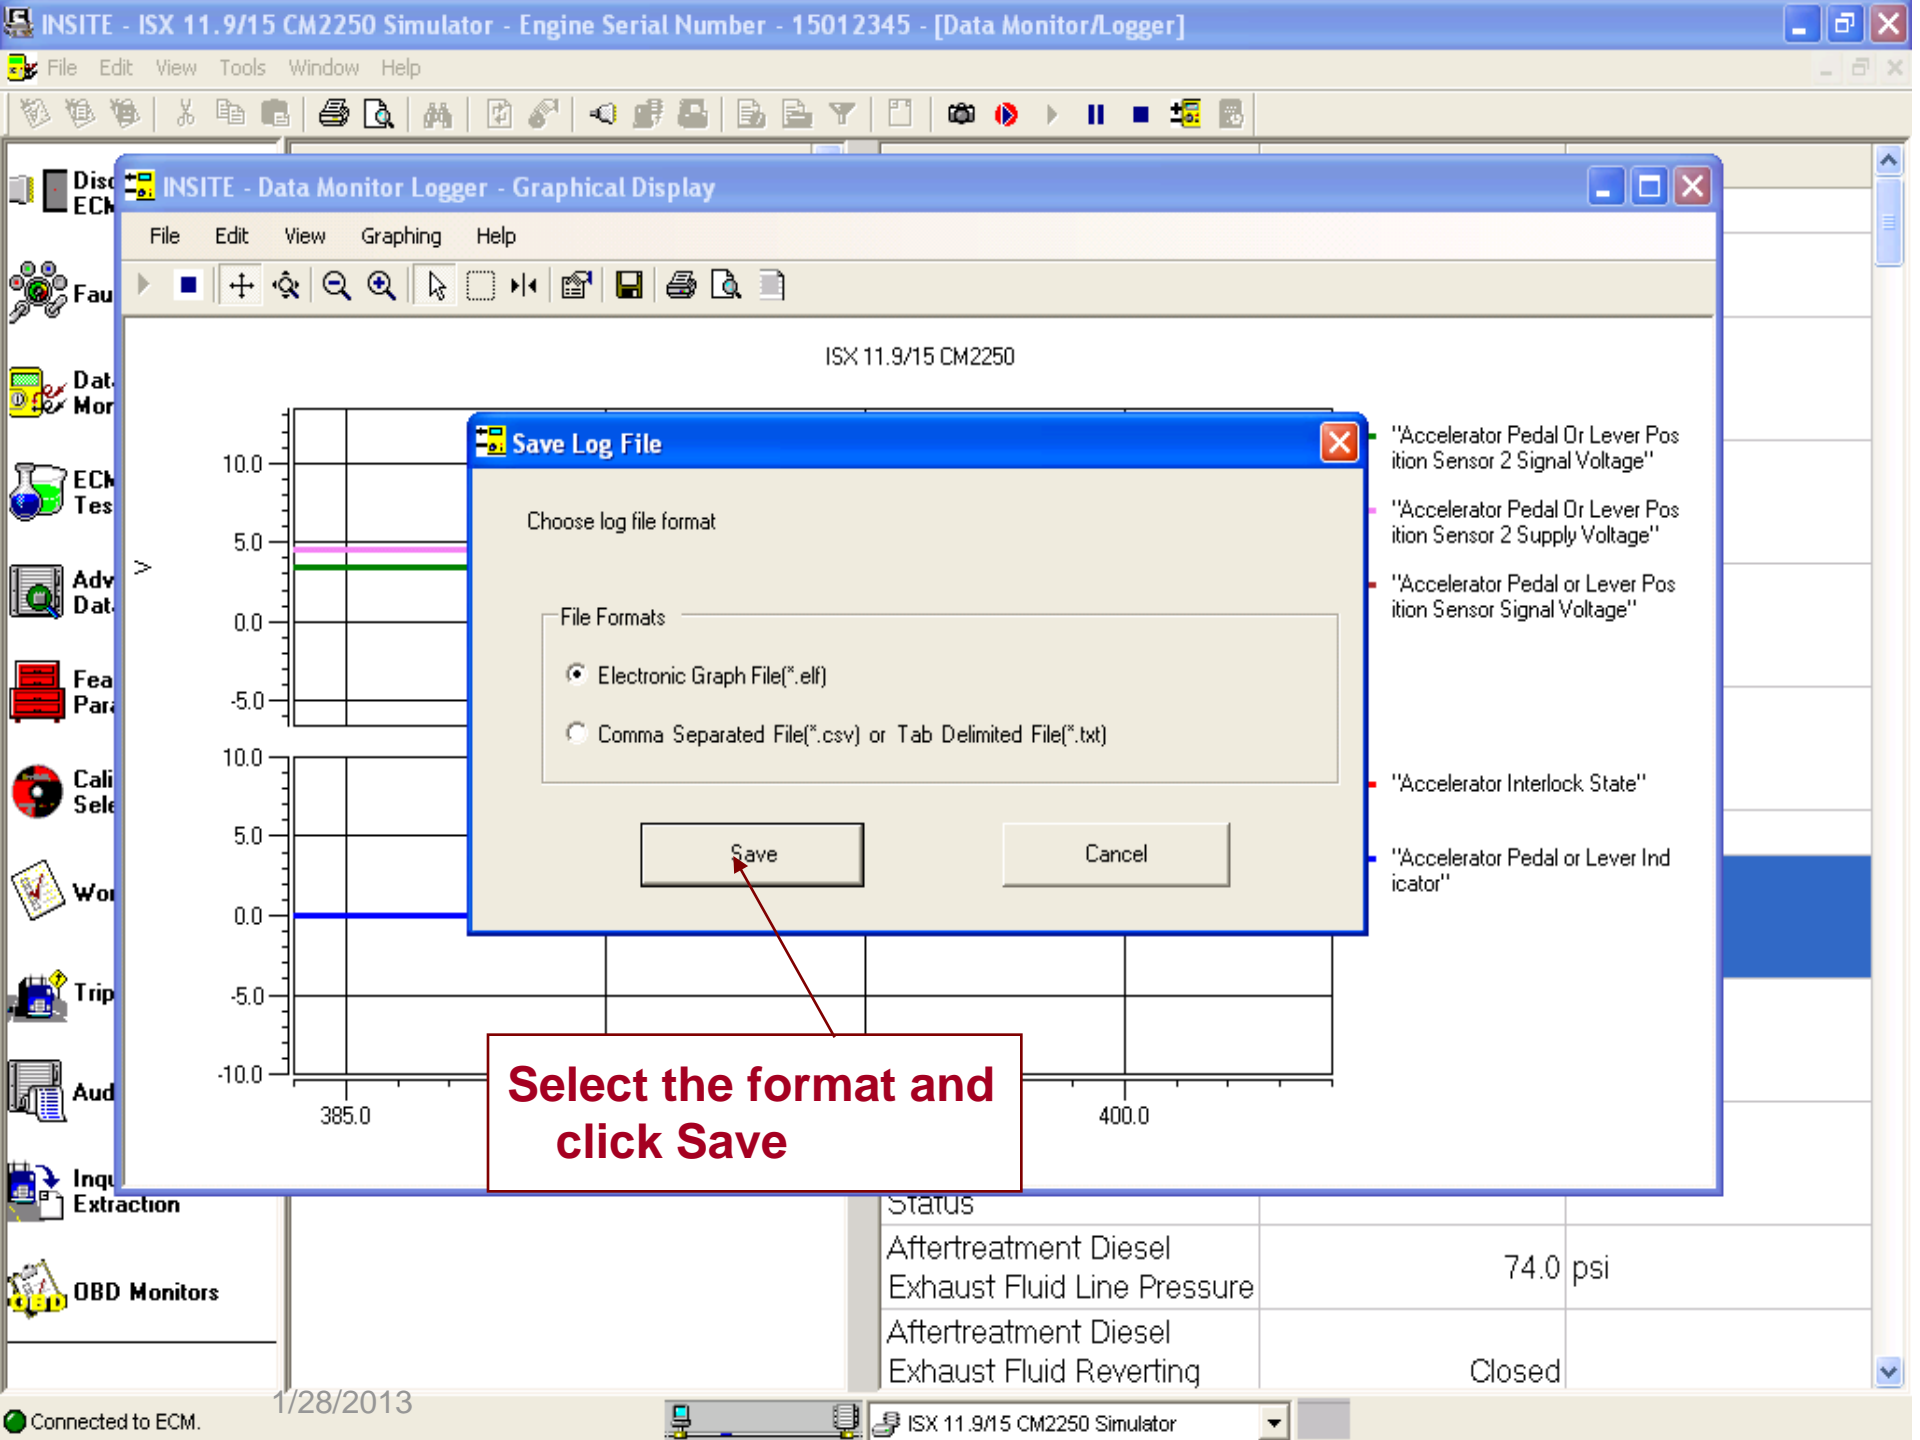 INSITE - ISX 11.9/15 CM2250 Simulator - Engine Serial Number - 15012345 - [Data Monitor/Logger]
File Edit View Tools Window Help
INSITE - Data Monitor Logger - Graphical Display
File Edit View Graphing Help
ISX 11.9/15 CM2250
10.0
5.0
0.0
-5.0
10.0
5.0
0.0
-5.0
-10.0
385.0
400.0
>
"Accelerator Pedal Or Lever Pos
ition Sensor 2 Signal Voltage"
"Accelerator Pedal Or Lever Pos
ition Sensor 2 Supply Voltage"
"Accelerator Pedal or Lever Pos
ition Sensor Signal Voltage"
"Accelerator Interlock State"
"Accelerator Pedal or Lever Ind
icator"
Save Log File
Choose log file format
File Formats
Electronic Graph File(*.elf)
Comma Separated File(*.csv) or Tab Delimited File(*.txt)
Save
Cancel
Select the format and
click Save
Disc
ECM
Fau
Dat
Mor
ECM
Tes
Adv
Dat
Fea
Para
Cali
Sele
Wor
Trip
Aud
Inqu
Extraction
OBD Monitors
Status
Aftertreatment Diesel
Exhaust Fluid Line Pressure
74.0 psi
Aftertreatment Diesel
Exhaust Fluid Reverting
Closed
1/28/2013
Connected to ECM.
ISX 11.9/15 CM2250 Simulator